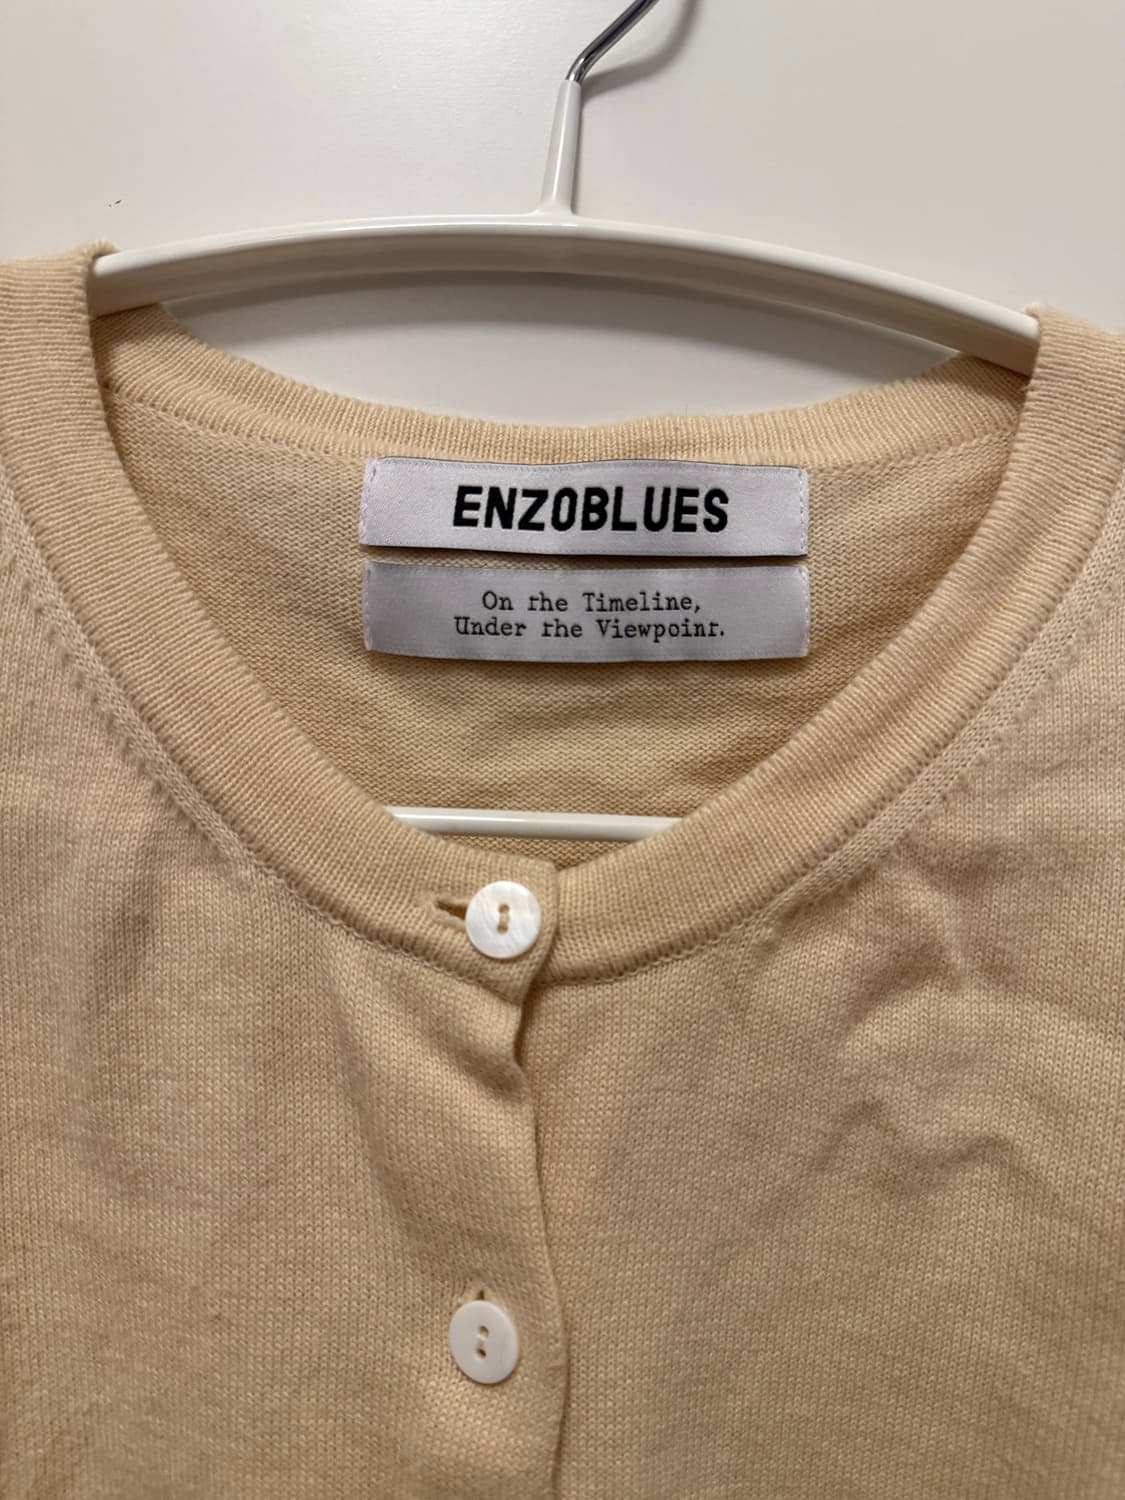 ENZOBLUES
On rhe Timeline,
Under rhe Viewpoinr.